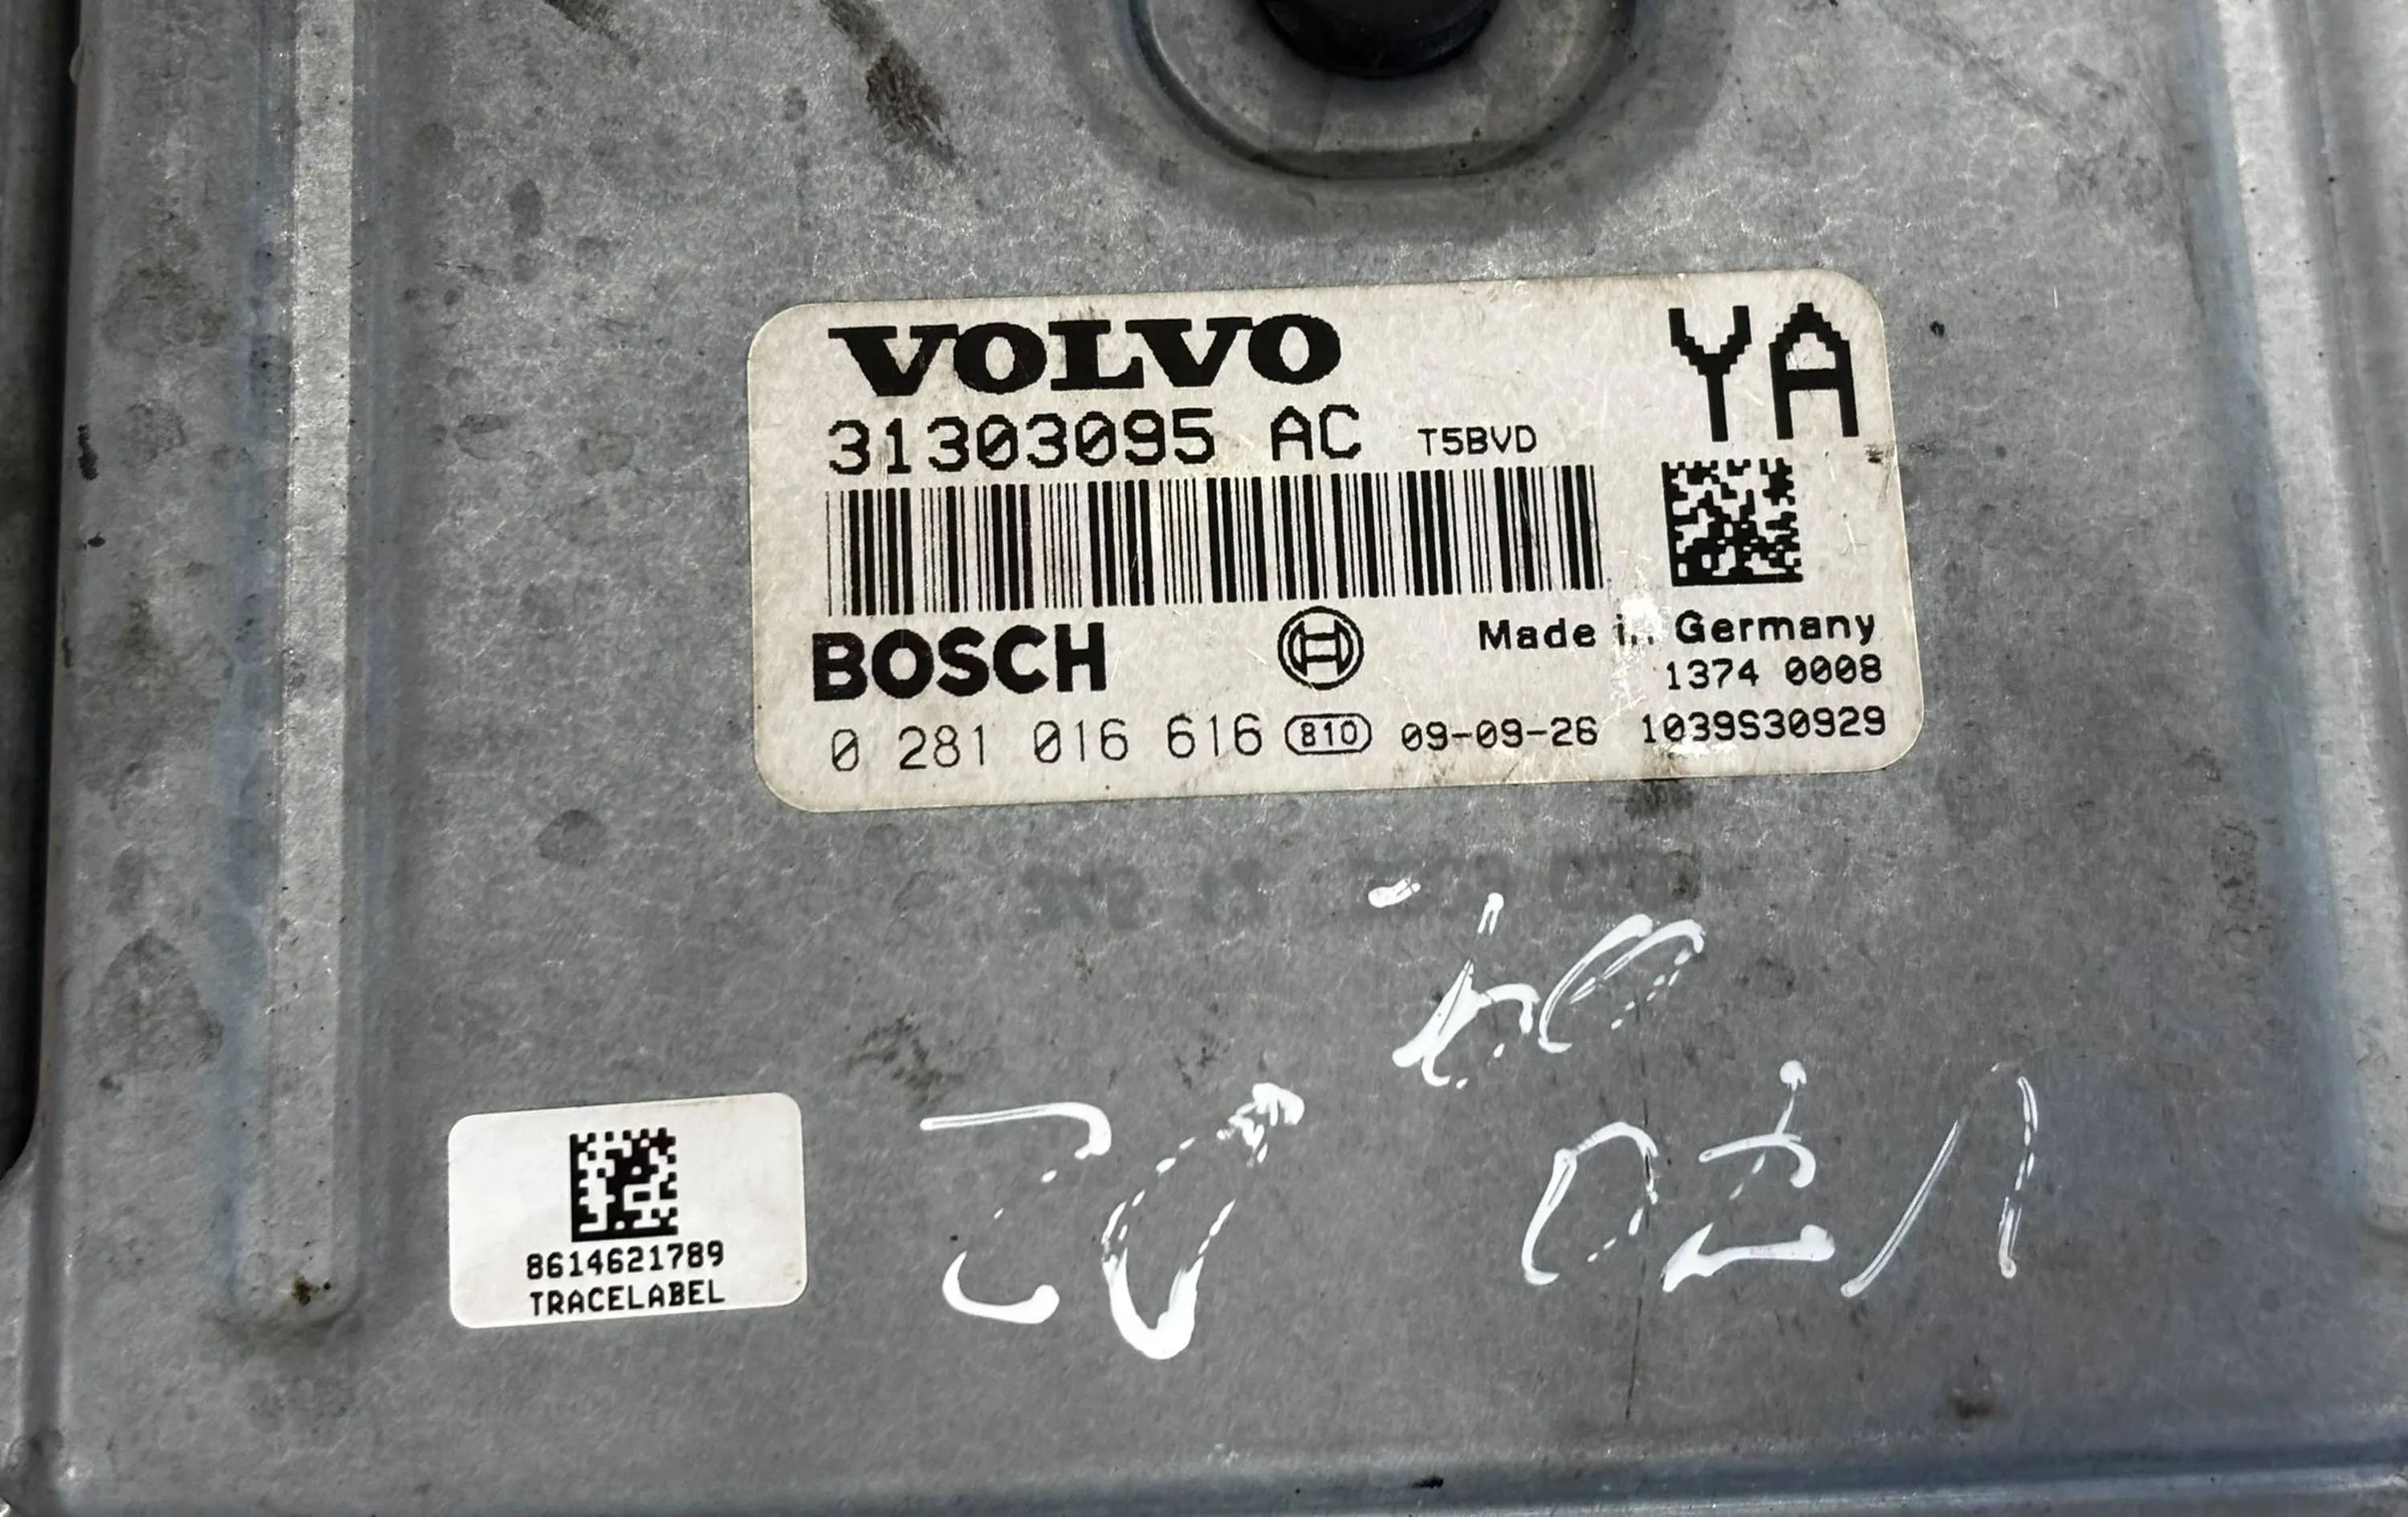 VOLVO YA
31303095 AC T5BVD
BOSCH Made in Germany
1374 0008
0 281 016 616 810 09-09-26 1039S30929
8614621789
TRACELABEL